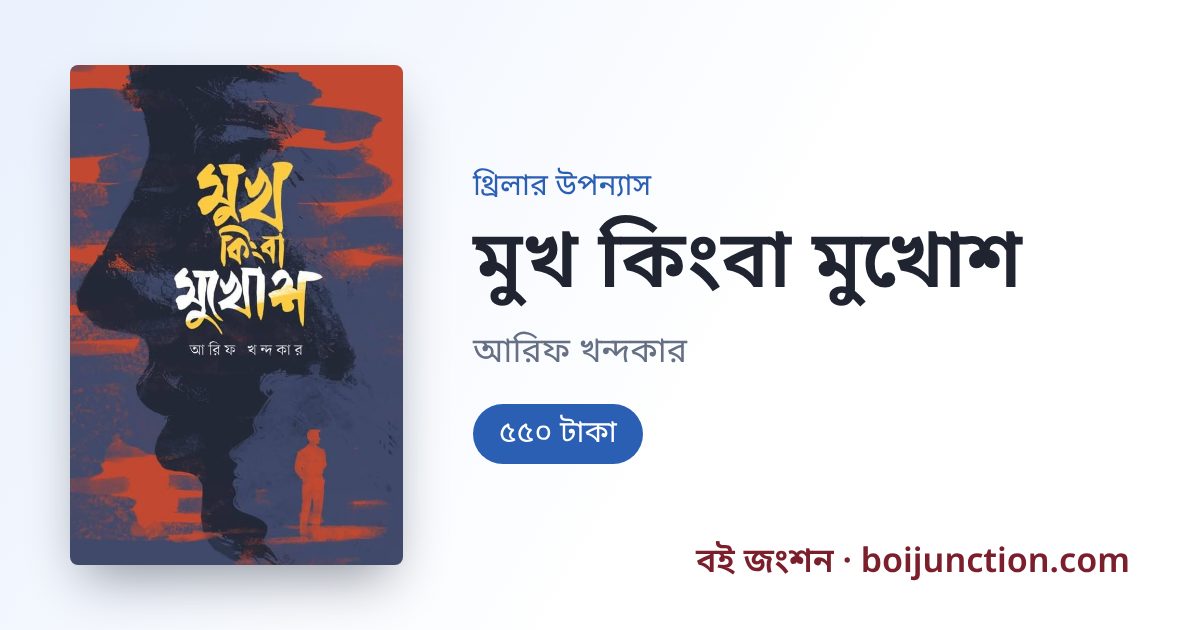 মুখ
কিংবা
মুখোশ
আরিফ খন্দকার
থ্রিলার উপন্যাস
মুখ কিংবা মুখোশ
আরিফ খন্দকার
৫৫০ টাকা
বই জংশন · boijunction.com